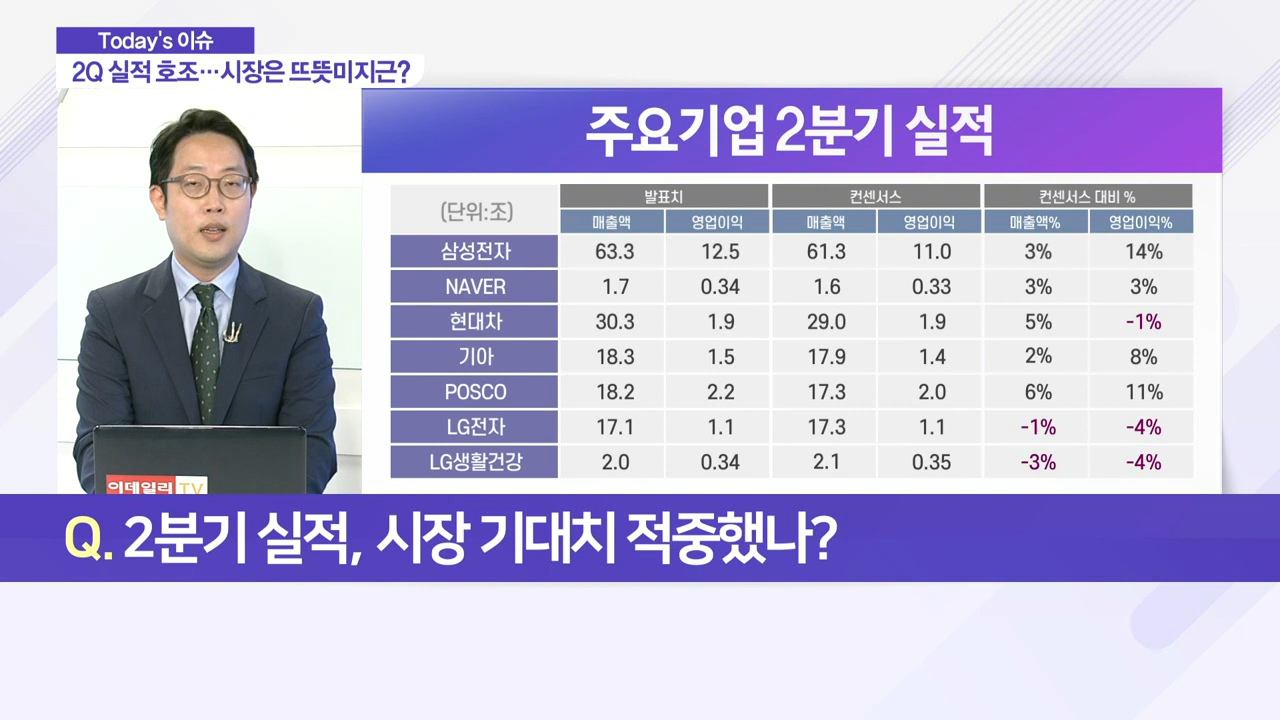 Today's 이슈
2Q 실적 호조…시장은 뜨뜻미지근?
주요기업 2분기 실적
(단위:조) 발표치 컨센서스 컨센서스 대비 %
매출액 영업이익 매출액 영업이익 매출액% 영업이익%
삼성전자 63.3 12.5 61.3 11.0 3% 14%
NAVER 1.7 0.34 1.6 0.33 3% 3%
현대차 30.3 1.9 29.0 1.9 5% -1%
기아 18.3 1.5 17.9 1.4 2% 8%
POSCO 18.2 2.2 17.3 2.0 6% 11%
LG전자 17.1 1.1 17.3 1.1 -1% -4%
LG생활건강 2.0 0.34 2.1 0.35 -3% -4%
이데일리 TV
Q. 2분기 실적, 시장 기대치 적중했나?